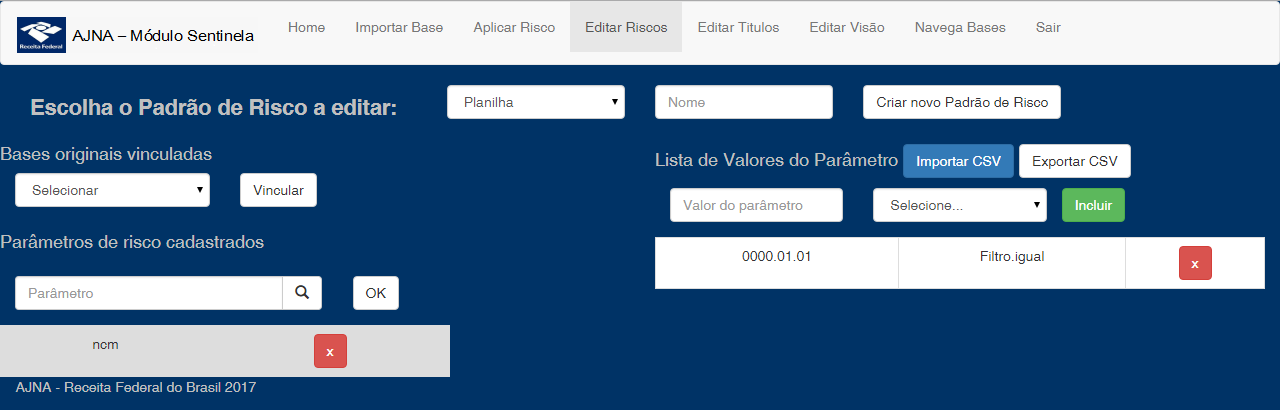 Receita Federal
AJNA – Módulo Sentinela
Home Importar Base Aplicar Risco Editar Riscos Editar Titulos Editar Visão Navega Bases Sair
Escolha o Padrão de Risco a editar: Planilha Nome Criar novo Padrão de Risco
Bases originais vinculadas
Selecionar Vincular
Parâmetros de risco cadastrados
Parâmetro OK
ncm x
Lista de Valores do Parâmetro Importar CSV Exportar CSV
Valor do parâmetro Selecione... Incluir
0000.01.01 Filtro.igual x
AJNA - Receita Federal do Brasil 2017